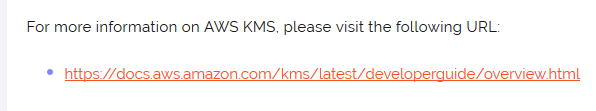 For more information on AWS KMS, please visit the following URL:
https://docs.aws.amazon.com/kms/latest/developerguide/overview.html